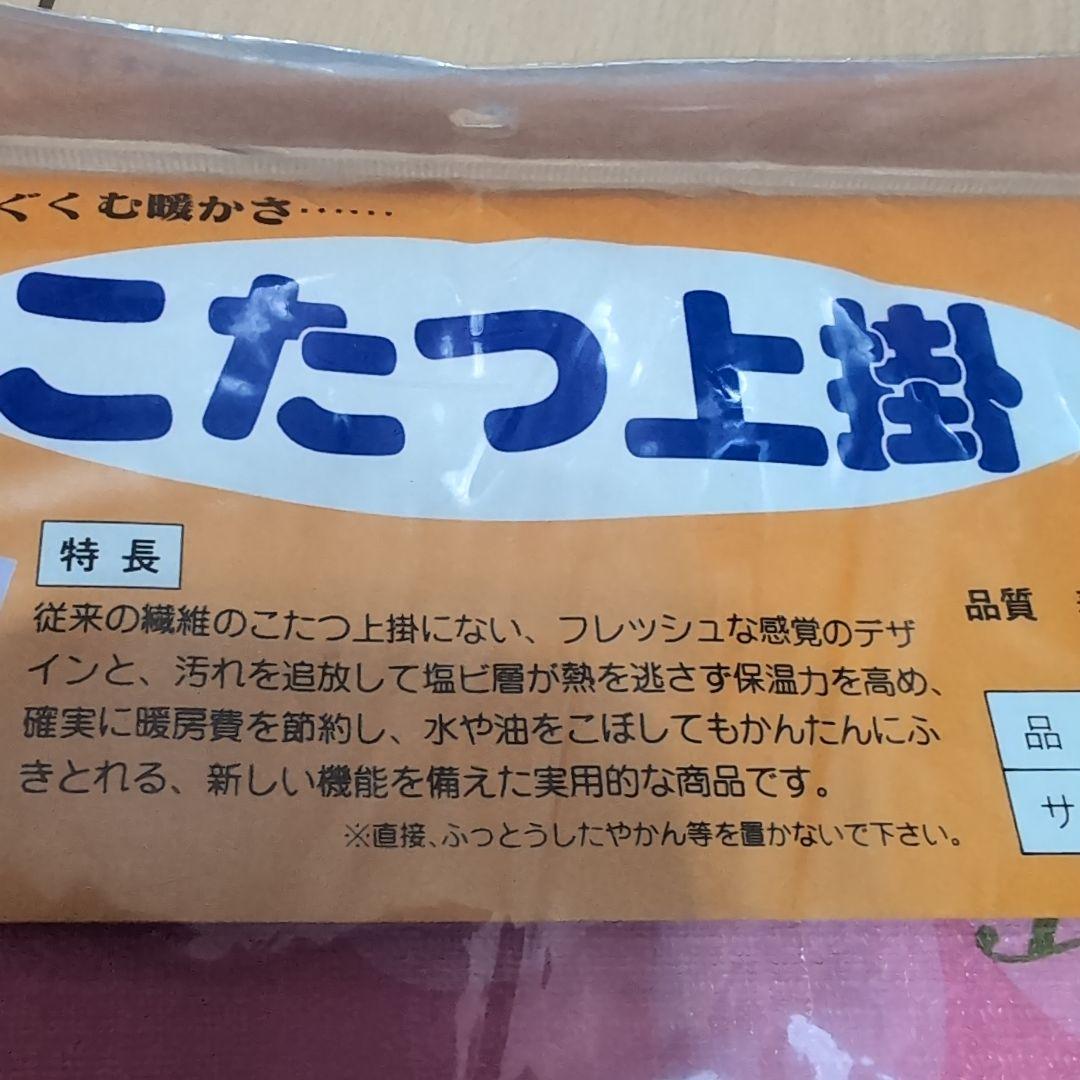 ぐくむ暖かさ……
こたつ上掛
特長
従来の繊維のこたつ上掛にない、フレッシュな感覚のデザ
インと、汚れを追放して塩ビ層が熱を逃さず保温力を高め、
確実に暖房費を節約し、水や油をこぼしてもかんたんにふ
きとれる、新しい機能を備えた実用的な商品です。
※直接、ふっとうしたやかん等を置かないで下さい。
品質
品
サ